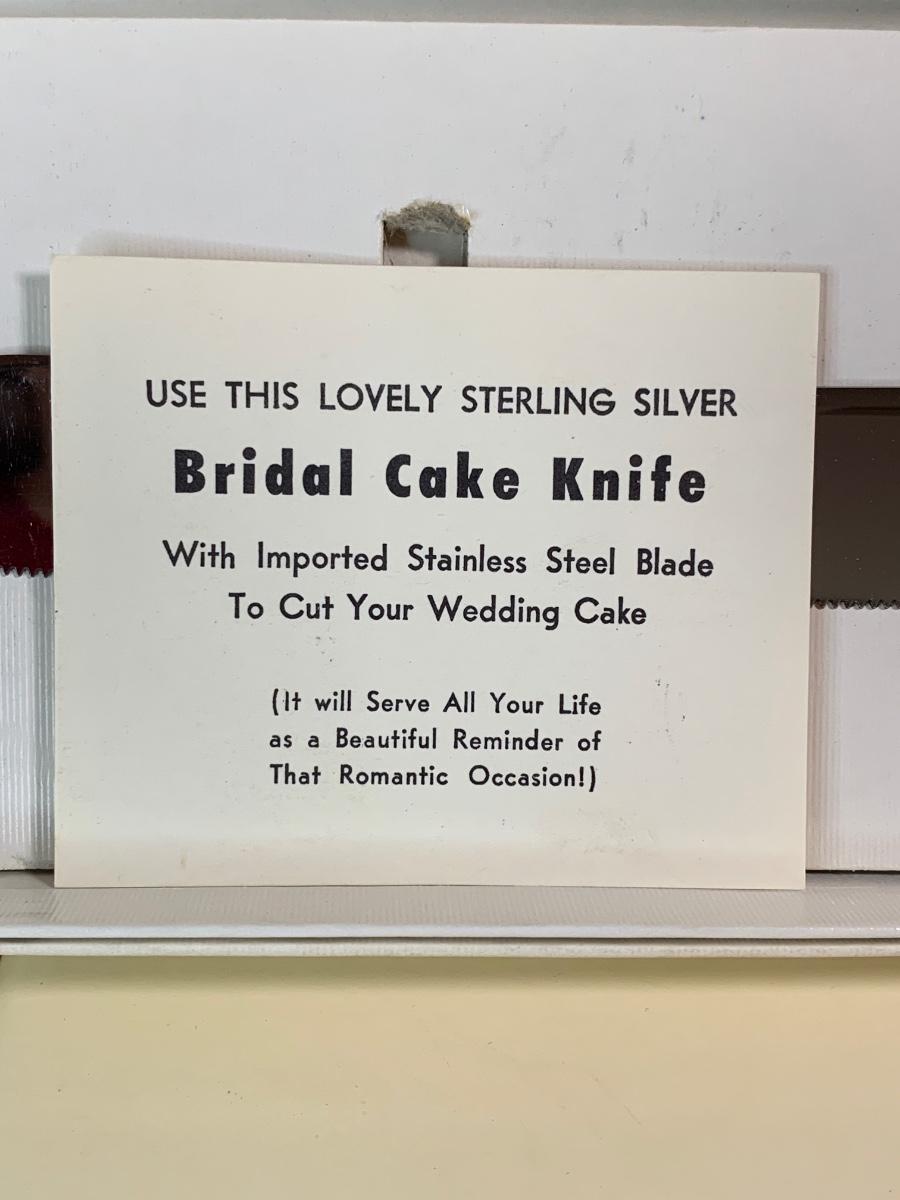 USE THIS LOVELY STERLING SILVER
Bridal Cake Knife
With Imported Stainless Steel Blade
To Cut Your Wedding Cake
(It will Serve All Your Life
as a Beautiful Reminder of
That Romantic Occasion!)